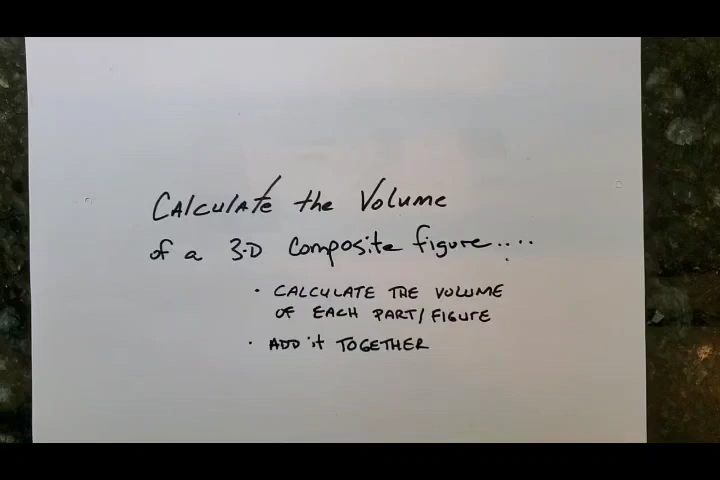 CALCULATE the VOLUME
of a 3-D Composite figure....
· CALCULATE THE VOLUME
OF EACH PART/FIGURE
· ADD it TOGETHER